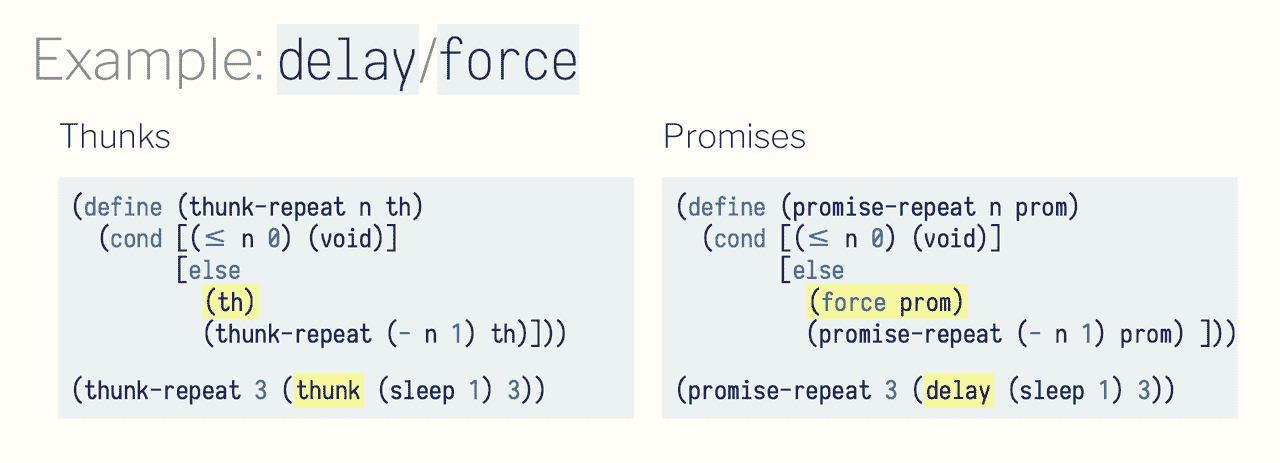 Example: delay/force
Thunks
(define (thunk-repeat n th)
  (cond [(≤ n 0) (void)]
        [else
          (th)
          (thunk-repeat (- n 1) th)]))
(thunk-repeat 3 (thunk (sleep 1) 3))
Promises
(define (promise-repeat n prom)
  (cond [(≤ n 0) (void)]
        [else
          (force prom)
          (promise-repeat (- n 1) prom) ]))
(promise-repeat 3 (delay (sleep 1) 3))